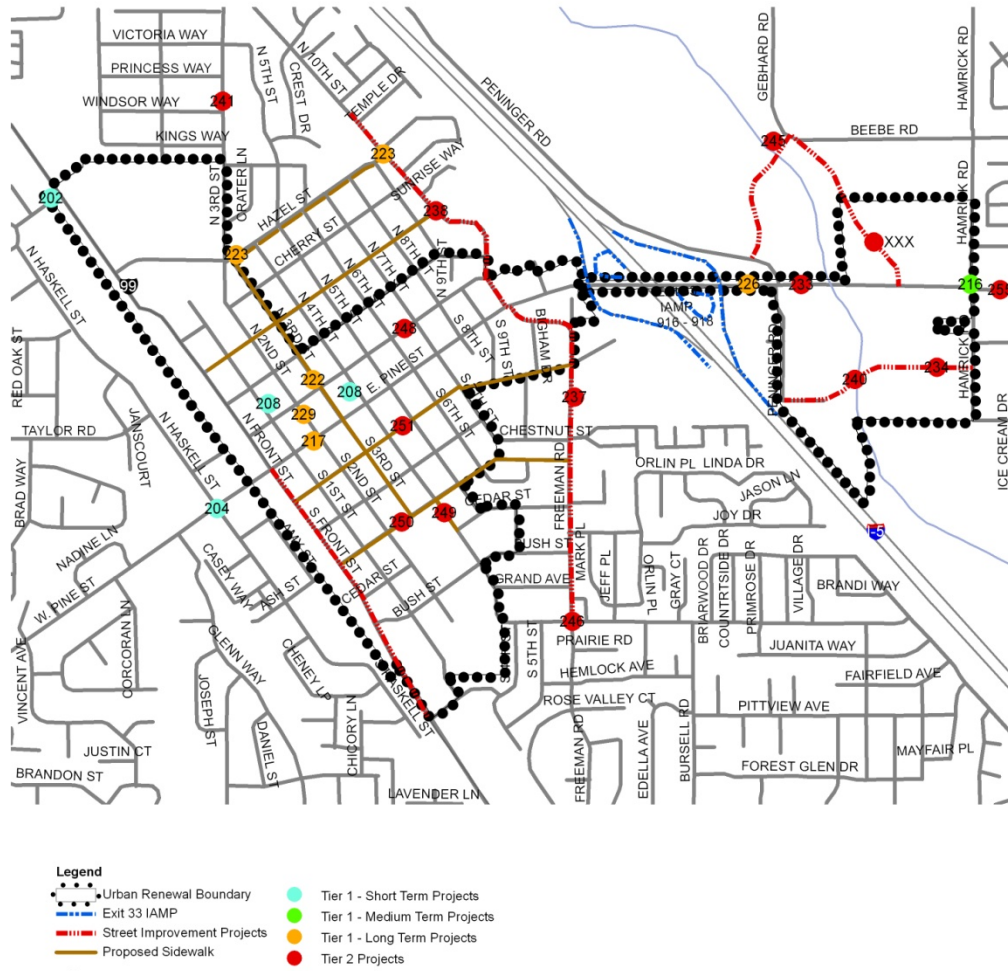 VICTORIA WAY
PRINCESS WAY
WINDSOR WAY
241
KINGS WAY
N 5TH ST
CREST DR
N 10TH ST
TEMPLE DR
PENINGER RD
GEBHARD RD
HAMRICK RD
BEEBE RD
245
202
N 3RD ST
223
HAZEL ST
SUNRISE WAY
CHERRY ST
238
223
N 8TH ST
N 7TH ST
N 6TH ST
N 5TH ST
N 4TH ST
N 3RD ST
N 2ND ST
N 9TH ST
HAMRICK RD
XXX
N HASKELL ST
99
226
233
216
255
IAMP
916 - 918
RED OAK ST
248
S 8TH ST
S 9TH ST
E. PINE ST
222
208
208
229
217
251
S 6TH ST
237
240
234
PENINGER RD
TAYLOR RD
JANSCOURT
N HASKELL ST
N FRONT ST
S 3RD ST
S 2ND ST
S 1ST ST
S FRONT ST
CHESTNUT ST
FREEMAN RD
ORLIN PL
LINDA DR
JASON LN
JOY DR
ICE CREAM DR
BRAD WAY
NADINE LN
204
250
249
CEDAR ST
CEDAR ST
BUSH ST
BUSH ST
GRAND AVE
MARK PL
JEFF PL
ORLIN PL
GRAY CT
BRIARWOOD DR
COUNTRTSIDE DR
PRIMROSE DR
VILLAGE DR
BRANDI WAY
I-5
W. PINE ST
CASEY WAY
ASH ST
246
PRAIRIE RD
JUANITA WAY
VINCENT AVE
CORCORAN LN
GLENN WAY
CHENEY LP
S 5TH ST
HEMLOCK AVE
FAIRFIELD AVE
ROSE VALLEY CT
PITTVIEW AVE
JOSEPH ST
DANIEL ST
CHICORY LN
FREEMAN RD
EDELLA AVE
BURSELL RD
MAYFAIR PL
JUSTIN CT
BRANDON ST
FOREST GLEN DR
LAVENDER LN
Legend
Urban Renewal Boundary
Exit 33 IAMP
Street Improvement Projects
Proposed Sidewalk
Tier 1 - Short Term Projects
Tier 1 - Medium Term Projects
Tier 1 - Long Term Projects
Tier 2 Projects